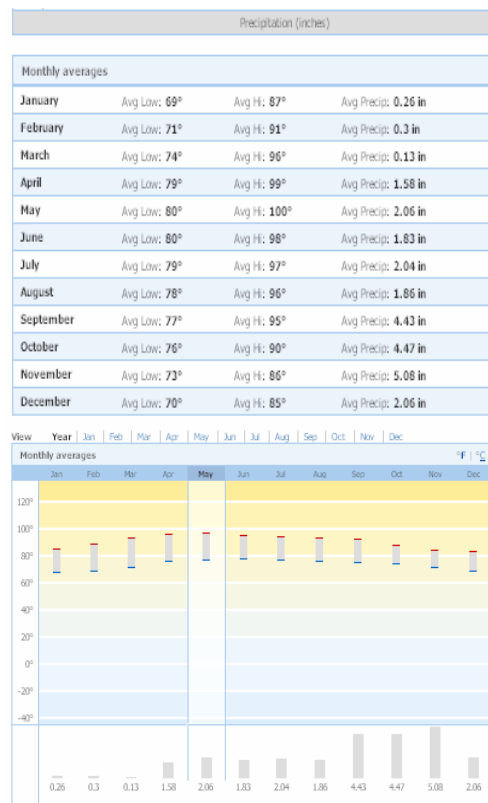 Precipitation (inches)
Monthly averages
January Avg Low: 69° Avg Hi: 87° Avg Precip: 0.26 in
February Avg Low: 71° Avg Hi: 91° Avg Precip: 0.3 in
March Avg Low: 74° Avg Hi: 96° Avg Precip: 0.13 in
April Avg Low: 79° Avg Hi: 99° Avg Precip: 1.58 in
May Avg Low: 80° Avg Hi: 100° Avg Precip: 2.06 in
June Avg Low: 80° Avg Hi: 98° Avg Precip: 1.83 in
July Avg Low: 79° Avg Hi: 97° Avg Precip: 2.04 in
August Avg Low: 78° Avg Hi: 96° Avg Precip: 1.86 in
September Avg Low: 77° Avg Hi: 95° Avg Precip: 4.43 in
October Avg Low: 76° Avg Hi: 90° Avg Precip: 4.47 in
November Avg Low: 73° Avg Hi: 86° Avg Precip: 5.08 in
December Avg Low: 70° Avg Hi: 85° Avg Precip: 2.06 in
View Year | Jan | Feb | Mar | Apr | May | Jun | Jul | Aug | Sep | Oct | Nov | Dec
Monthly averages °F | °C
Jan Feb Mar Apr May Jun Jul Aug Sep Oct Nov Dec
120°
100°
80°
60°
40°
20°
0°
-20°
-40°
0.26 0.3 0.13 1.58 2.06 1.83 2.04 1.86 4.43 4.47 5.08 2.06